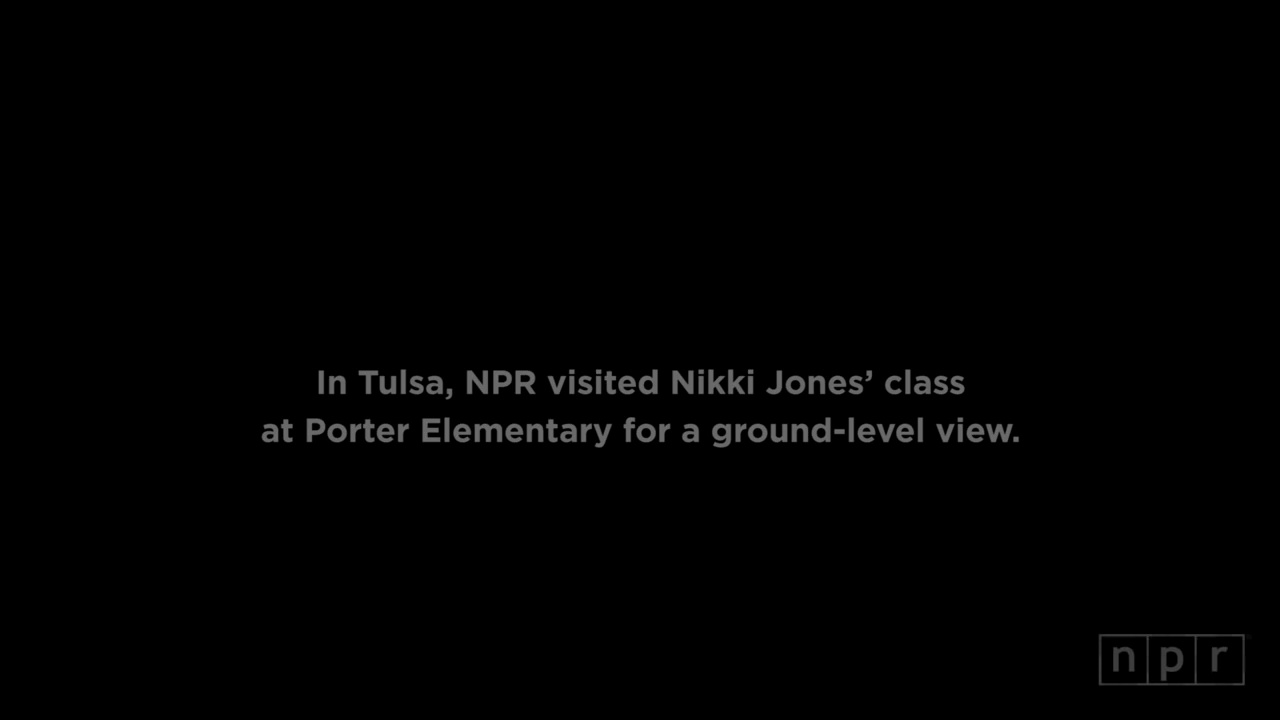 In Tulsa, NPR visited Nikki Jones’ class
at Porter Elementary for a ground-level view.
npr